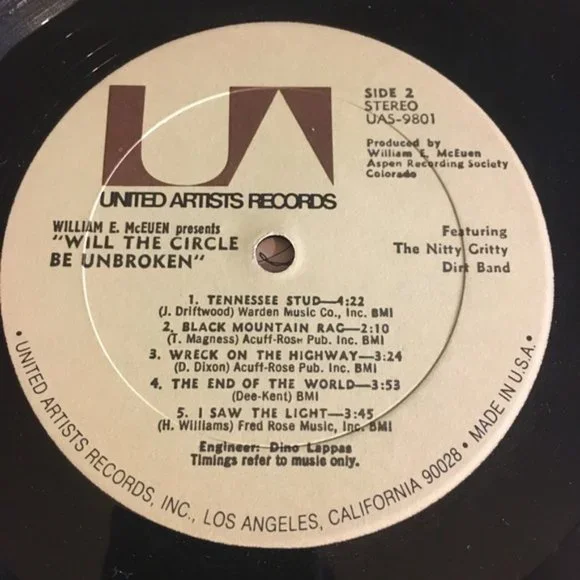 UA
UNITED ARTISTS RECORDS
SIDE 2
STEREO
UAS-9801
Produced by
William E. McEuen
Aspen Recording Society
Colorado
WILLIAM E. McEUEN presents
"WILL THE CIRCLE
BE UNBROKEN"
Featuring
The Nitty Gritty
Dirt Band
1. TENNESSEE STUD—4:22
(J. Driftwood) Warden Music Co., Inc. BMI
2. BLACK MOUNTAIN RAG—2:10
(T. Magness) Acuff-Rose Pub. Inc. BMI
3. WRECK ON THE HIGHWAY—3:24
(D. Dixon) Acuff-Rose Pub. Inc. BMI
4. THE END OF THE WORLD—3:53
(Dee-Kent) BMI
5. I SAW THE LIGHT—3:45
(H. Williams) Fred Rose Music, Inc. BMI
Engineer: Dino Lappas
Timings refer to music only.
• UNITED ARTISTS RECORDS, INC., LOS ANGELES, CALIFORNIA 90028 • MADE IN U.S.A. •